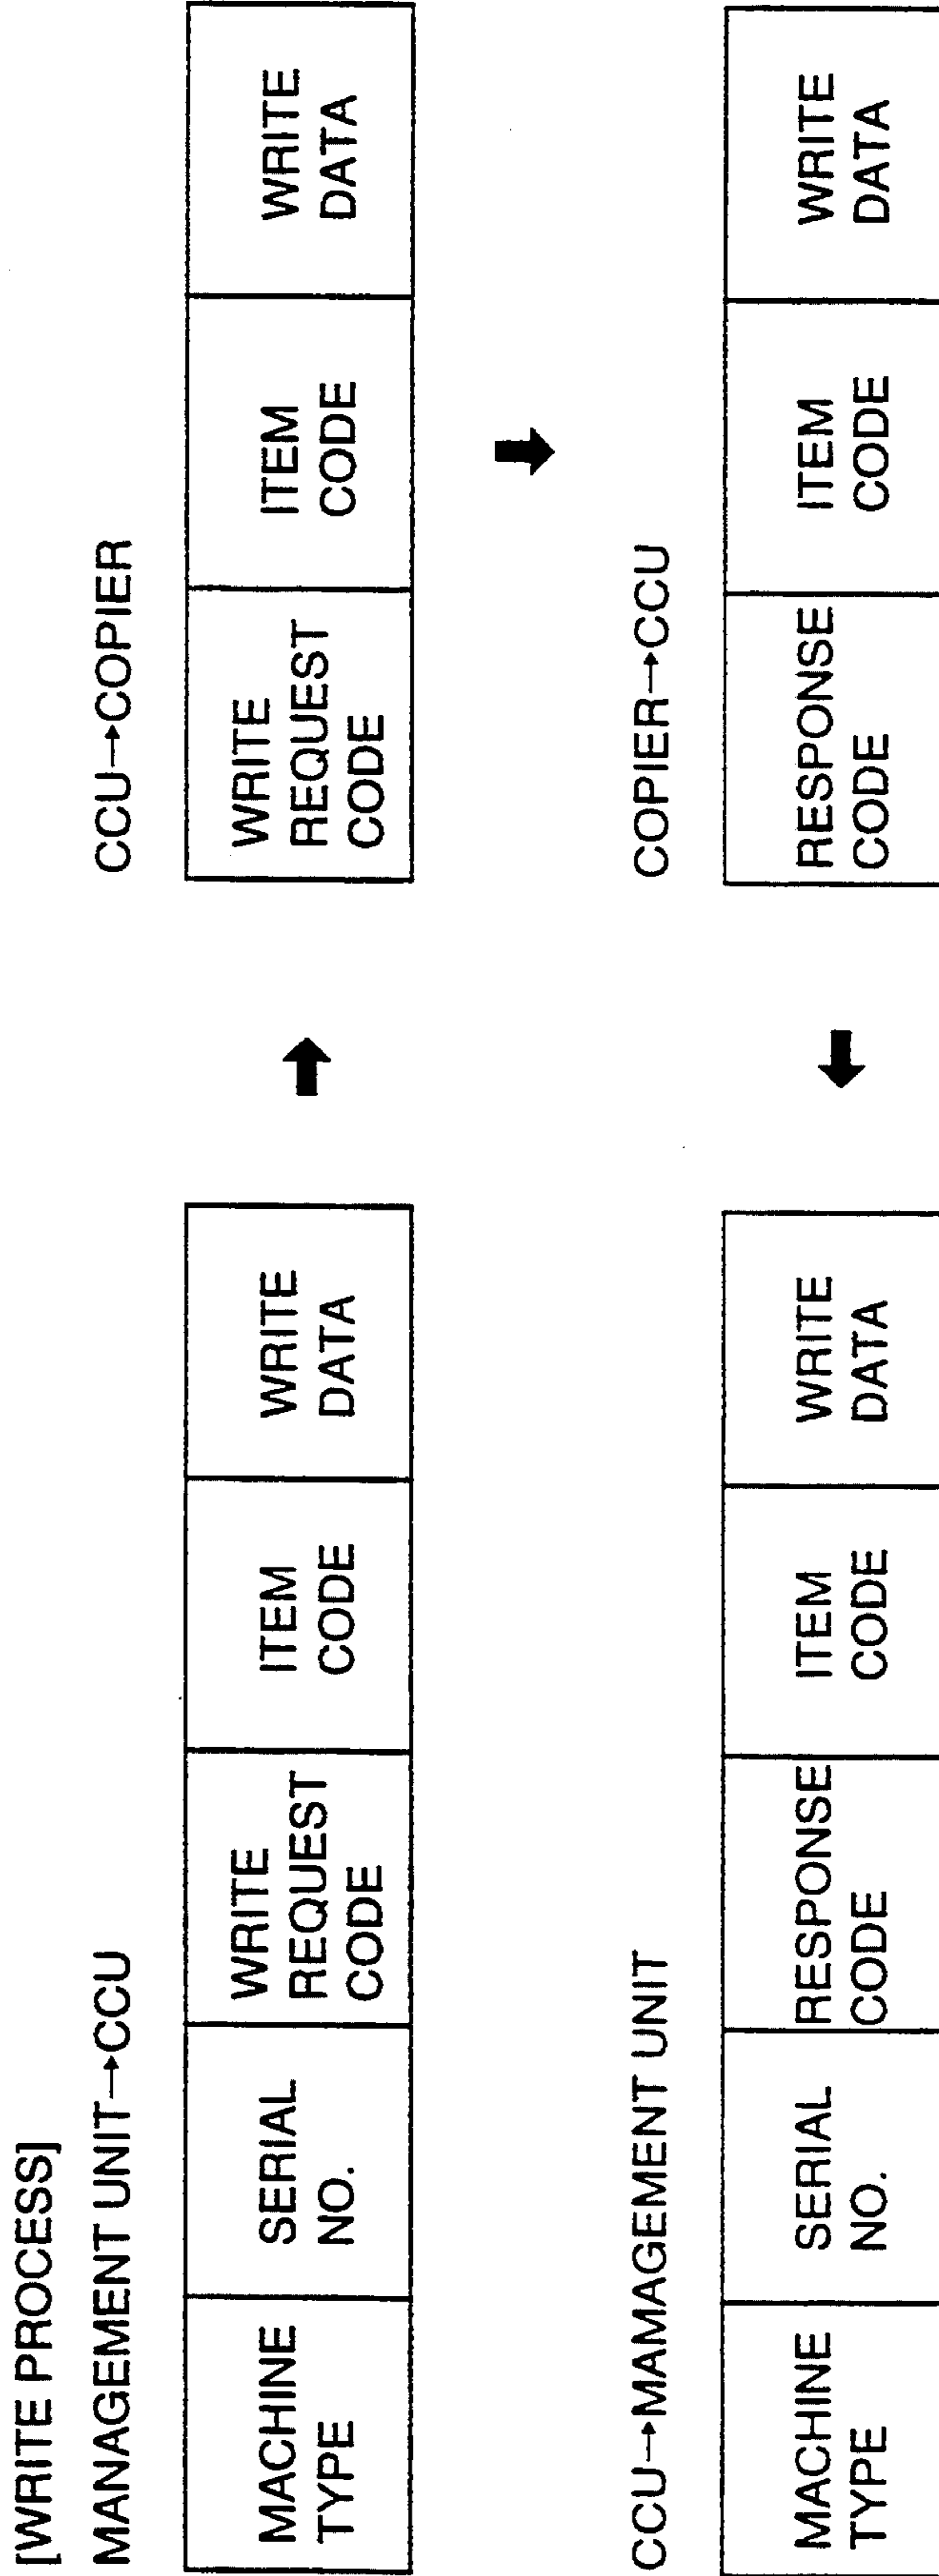 [WRITE PROCESS]
MANAGEMENT UNIT→CCU
MACHINE
TYPE
SERIAL
NO.
WRITE
REQUEST
CODE
ITEM
CODE
WRITE
DATA
CCU→COPIER
WRITE
REQUEST
CODE
ITEM
CODE
WRITE
DATA
COPIER→CCU
RESPONSE
CODE
ITEM
CODE
WRITE
DATA
CCU→MAMAGEMENT UNIT
MACHINE
TYPE
SERIAL
NO.
RESPONSE
CODE
ITEM
CODE
WRITE
DATA